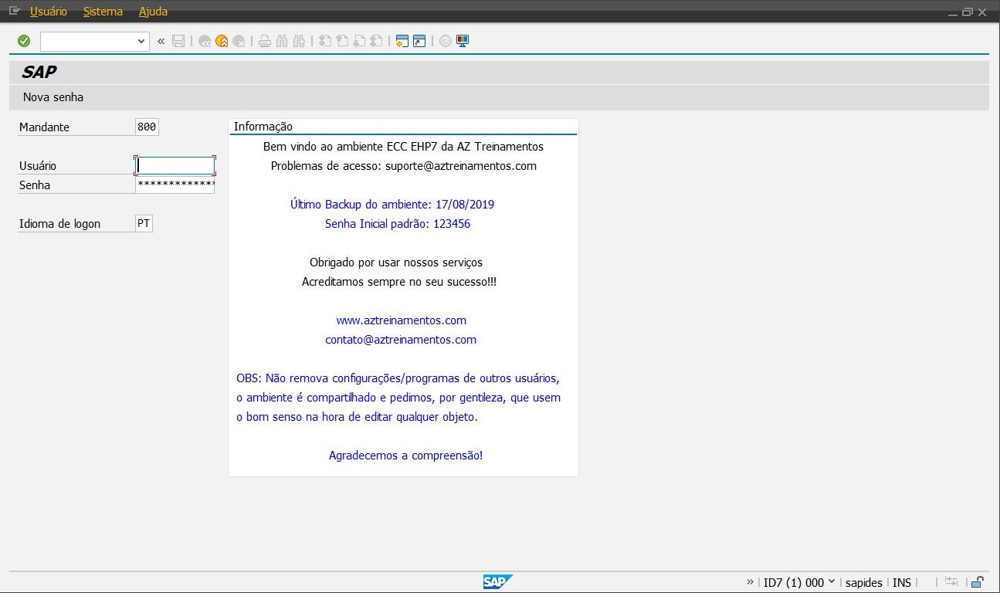 Usuário Sistema Ajuda
SAP
Nova senha
Mandante 800
Usuário
Senha *************
Idioma de logon PT
Informação
Bem vindo ao ambiente ECC EHP7 da AZ Treinamentos
Problemas de acesso: suporte@aztreinamentos.com
Último Backup do ambiente: 17/08/2019
Senha Inicial padrão: 123456
Obrigado por usar nossos serviços
Acreditamos sempre no seu sucesso!!!
www.aztreinamentos.com
contato@aztreinamentos.com
OBS: Não remova configurações/programas de outros usuários,
o ambiente é compartilhado e pedimos, por gentileza, que usem
o bom senso na hora de editar qualquer objeto.
Agradecemos a compreensão!
SAP
ID7 (1) 000 sapides INS